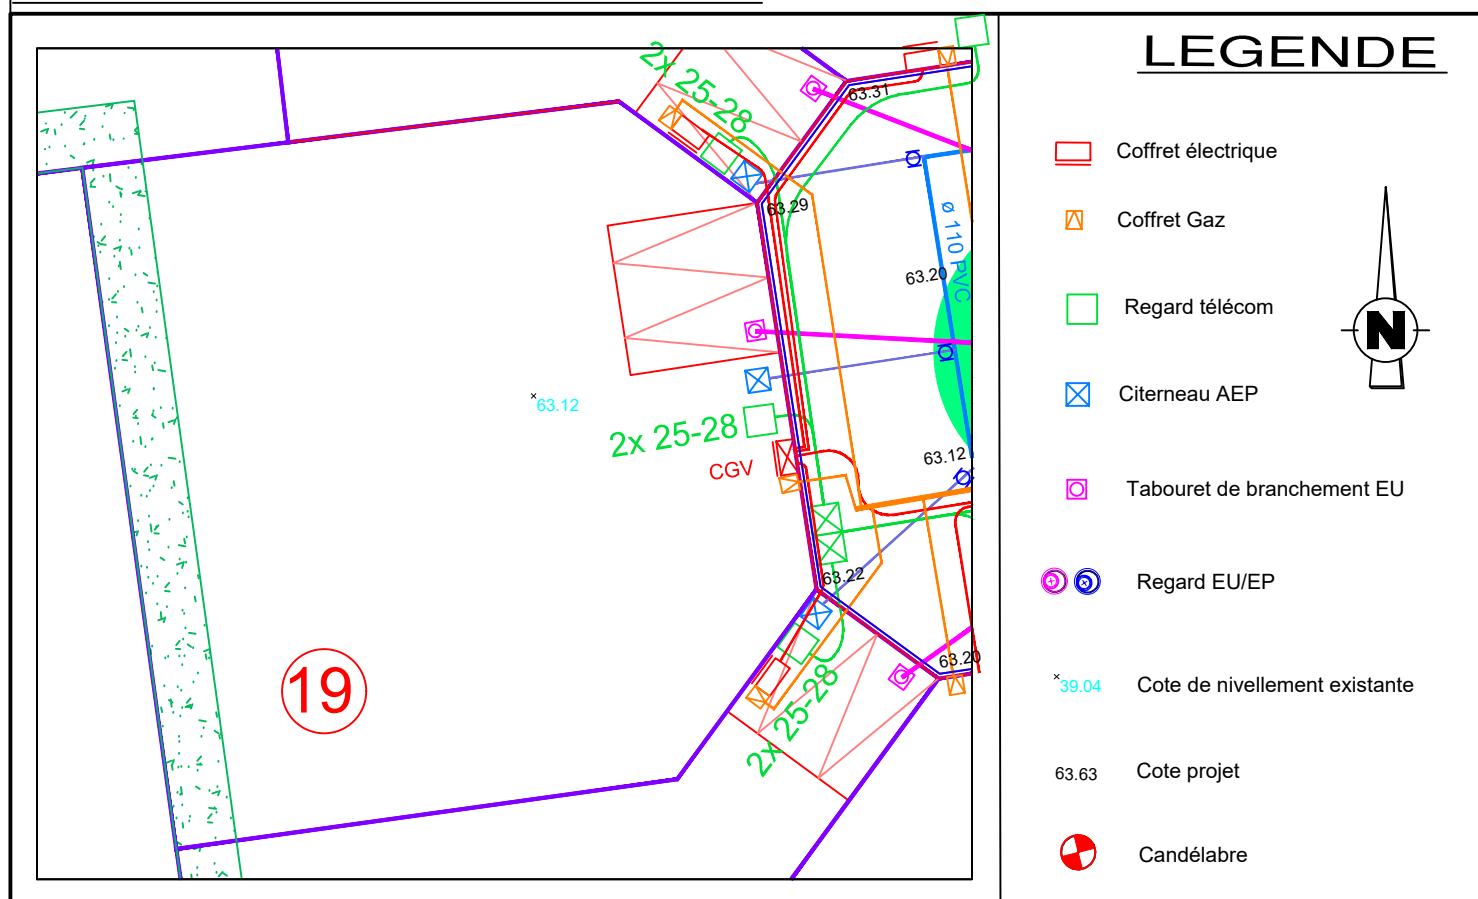 LEGENDE
2x 25-28
63.31
Coffret électrique
63.29
Coffret Gaz
ø 110 PVC
63.20
Regard télécom
N
63.12
Citerneau AEP
2x 25-28
63.12
CGV
Tabouret de branchement EU
63.22
Regard EU/EP
63.20
19
39.04
Cote de nivellement existante
2x 25-28
63.63
Cote projet
Candélabre